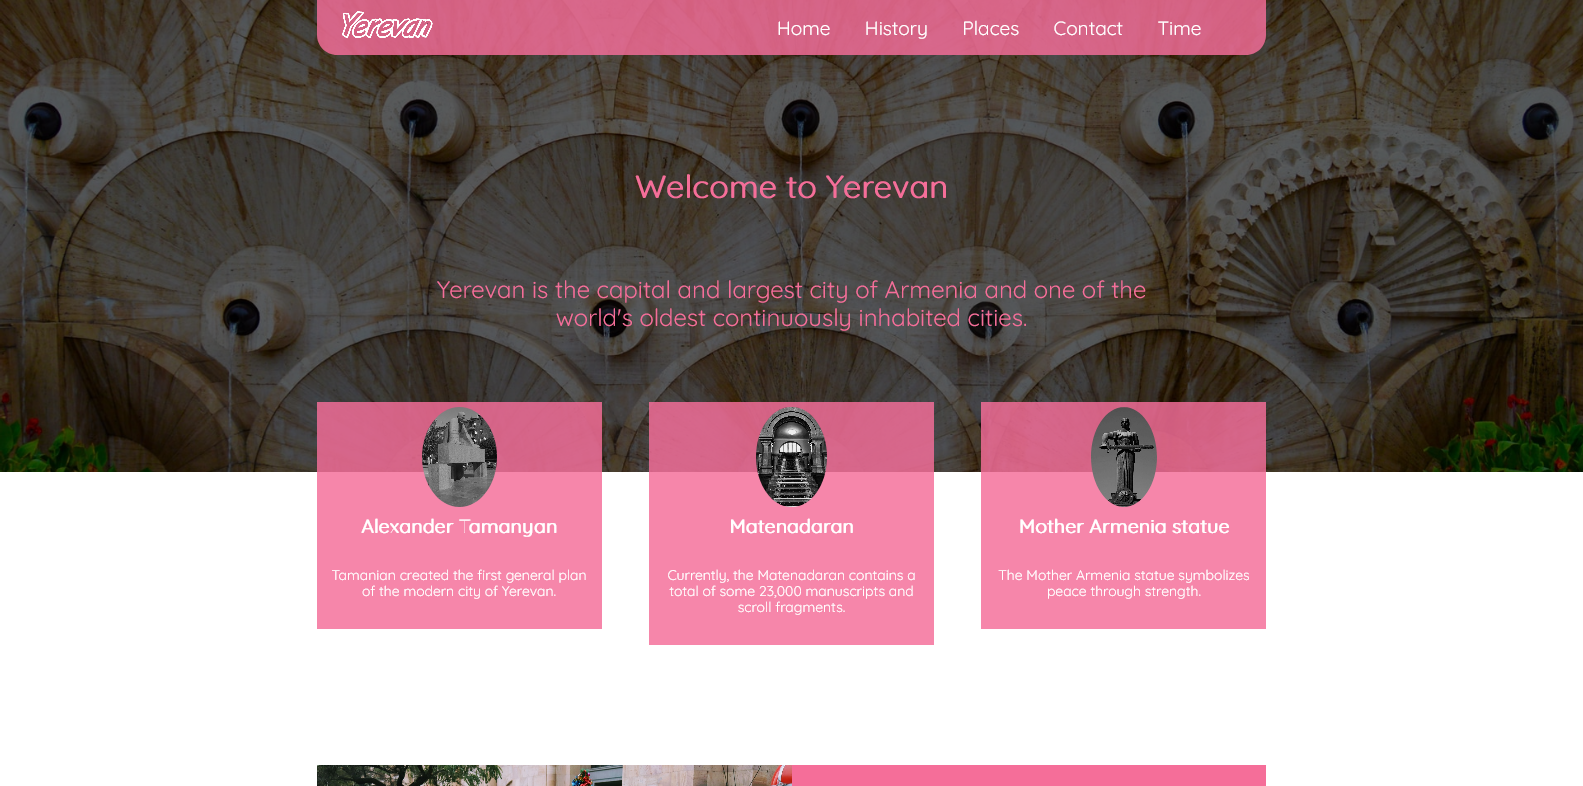 Yerevan
Home History Places Contact Time
Welcome to Yerevan
Yerevan is the capital and largest city of Armenia and one of the
world's oldest continuously inhabited cities.
Alexander Tamanyan
Tamanian created the first general plan
of the modern city of Yerevan.
Matenadaran
Currently, the Matenadaran contains a
total of some 23,000 manuscripts and
scroll fragments.
Mother Armenia statue
The Mother Armenia statue symbolizes
peace through strength.